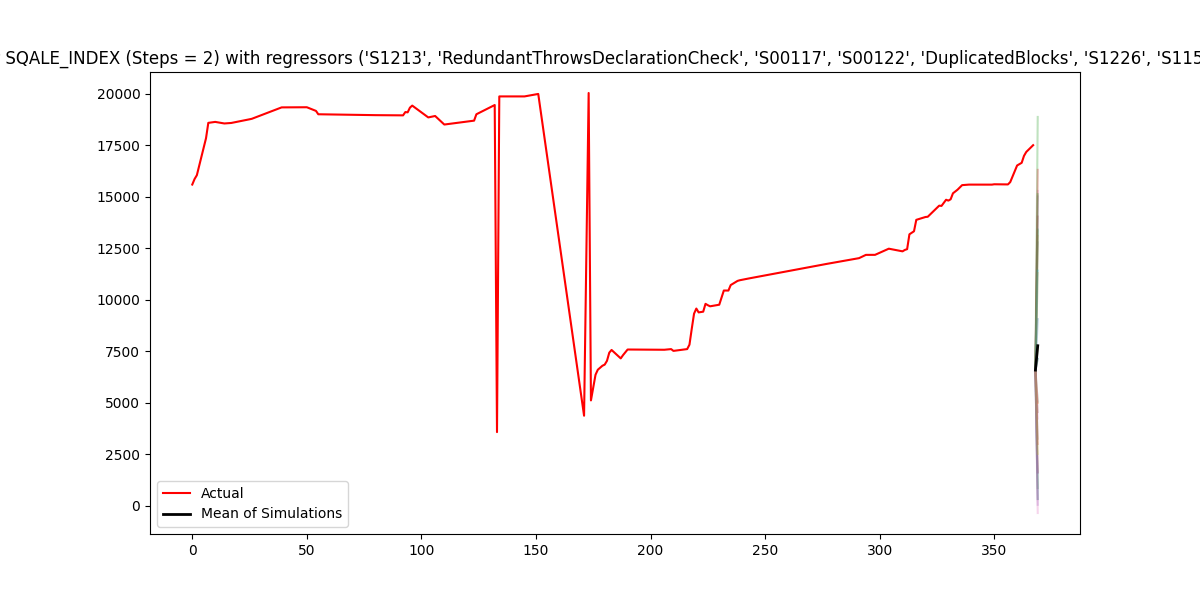 SQALE_INDEX (Steps = 2) with regressors ('S1213', 'RedundantThrowsDeclarationCheck', 'S00117', 'S00122', 'DuplicatedBlocks', 'S1226', 'S115
20000
17500
15000
12500
10000
7500
5000
2500
0
Actual
Mean of Simulations
0 50 100 150 200 250 300 350